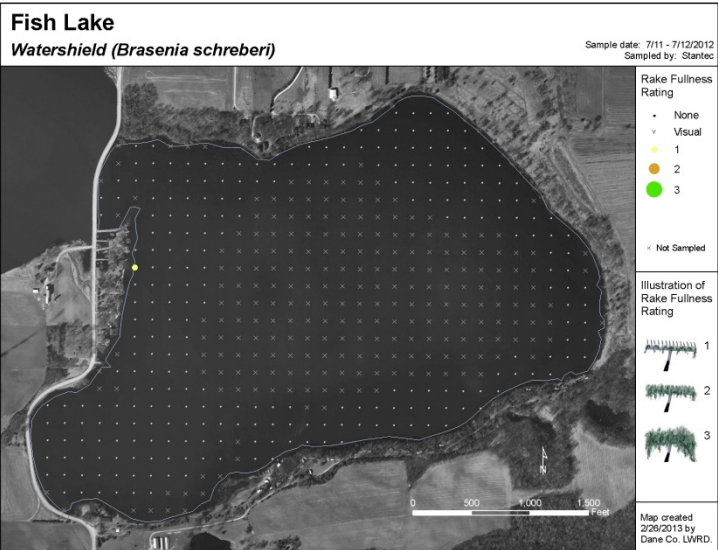 Fish Lake
Watershield (Brasenia schreberi)
Sample date: 7/11 - 7/12/2012
Sampled by: Stantec
Rake Fullness
Rating
None
Visual
1
2
3
Not Sampled
Illustration of
Rake Fullness
Rating
1
2
3
N
0 500 1,000 1,500
Feet
Map created
2/26/2013 by
Dane Co. LWRD.